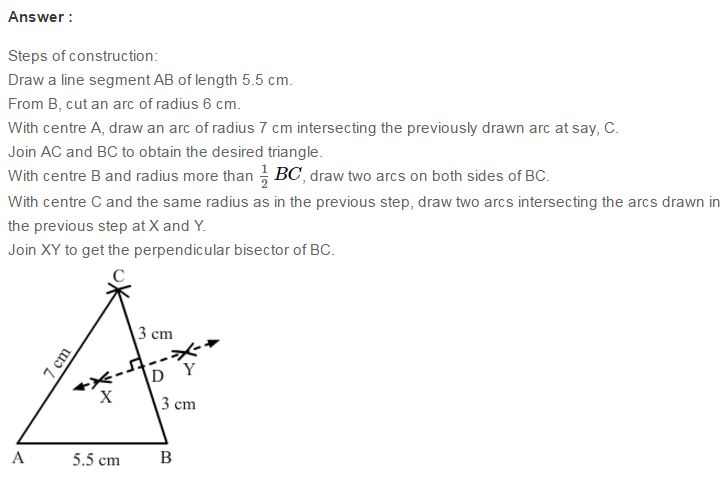 Answer :
Steps of construction:
Draw a line segment AB of length 5.5 cm.
From B, cut an arc of radius 6 cm.
With centre A, draw an arc of radius 7 cm intersecting the previously drawn arc at say, C.
Join AC and BC to obtain the desired triangle.
With centre B and radius more than 1/2 BC, draw two arcs on both sides of BC.
With centre C and the same radius as in the previous step, draw two arcs intersecting the arcs drawn in
the previous step at X and Y.
Join XY to get the perpendicular bisector of BC.
C
3 cm
7 cm
D Y
X
3 cm
A 5.5 cm B